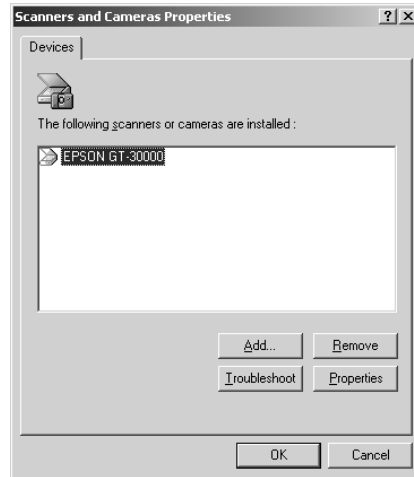 Scanners and Cameras Properties
Devices
The following scanners or cameras are installed :
EPSON GT-30000
Add... Remove
Troubleshoot Properties
OK Cancel